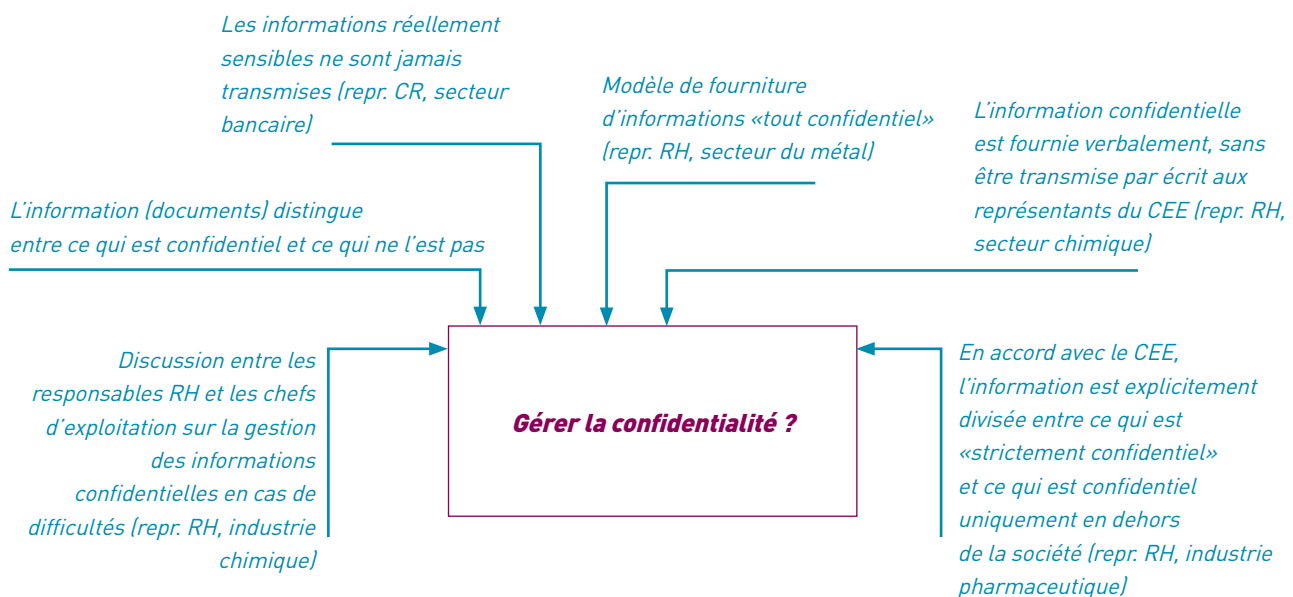 Les informations réellement
sensibles ne sont jamais
transmises (repr. CR, secteur
bancaire)
Modèle de fourniture
d'informations «tout confidentiel»
(repr. RH, secteur du métal)
L'information confidentielle
est fournie verbalement, sans
être transmise par écrit aux
représentants du CEE (repr. RH,
secteur chimique)
L'information (documents) distingue
entre ce qui est confidentiel et ce qui ne l'est pas
Discussion entre les
responsables RH et les chefs
d'exploitation sur la gestion
des informations
confidentielles en cas de
difficultés (repr. RH, industrie
chimique)
Gérer la confidentialité ?
En accord avec le CEE,
l'information est explicitement
divisée entre ce qui est
«strictement confidentiel»
et ce qui est confidentiel
uniquement en dehors
de la société (repr. RH, industrie
pharmaceutique)